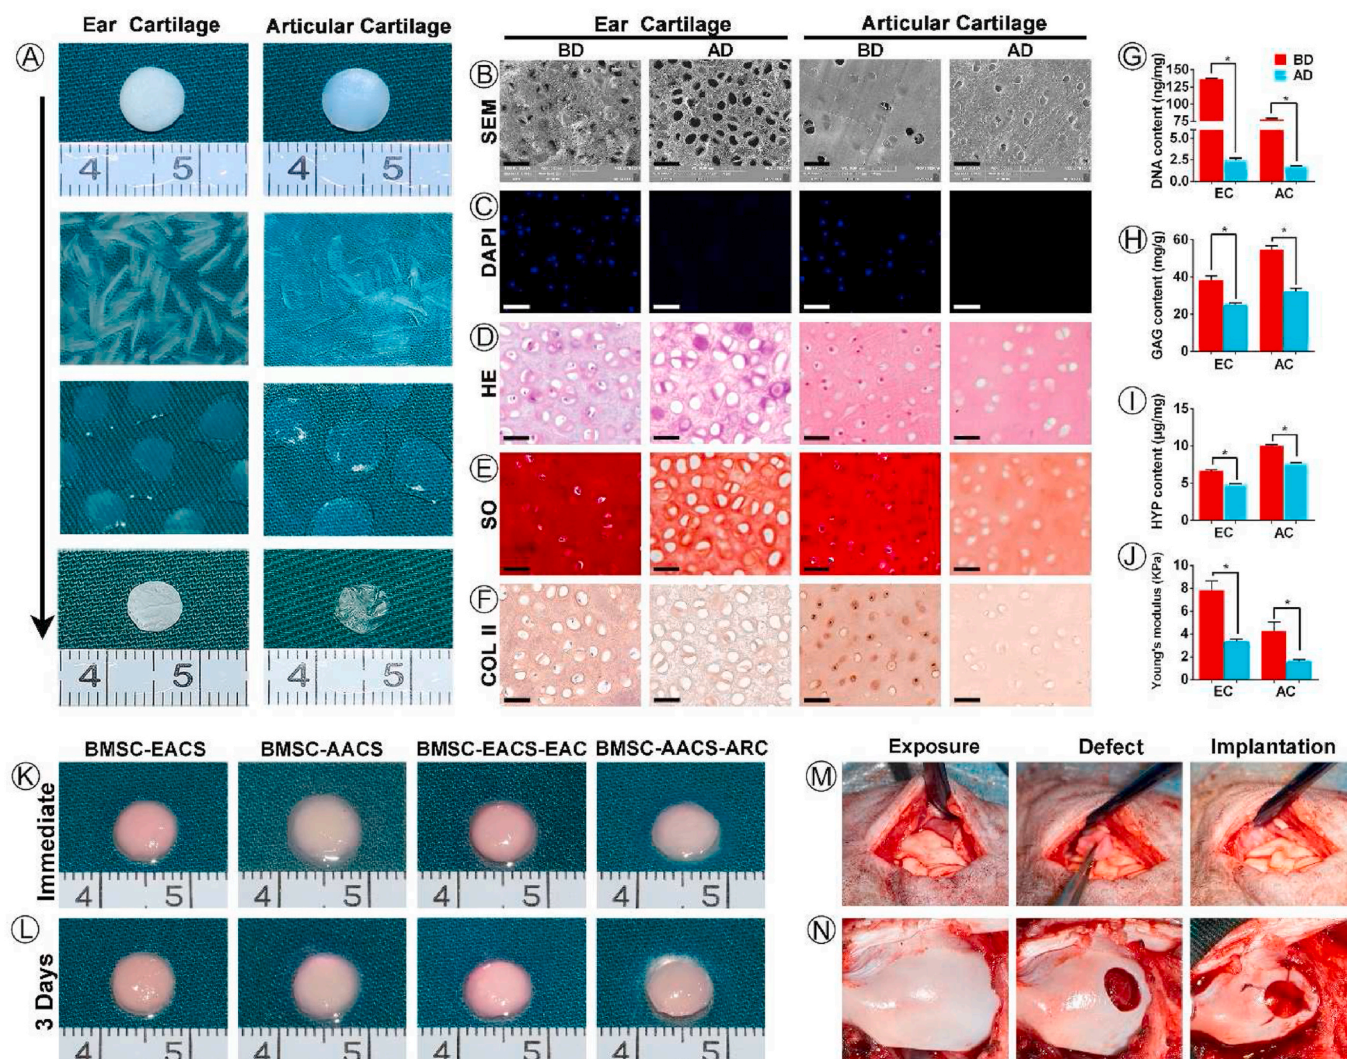 Ear Cartilage
Articular Cartilage
A
4
5
4
5
4
5
4
5
Ear Cartilage
Articular Cartilage
BD
AD
BD
AD
B
SEM
C
DAPI
D
HE
E
SO
F
COL II
G
DNA content (ng/mg)
150
125
100
75
5.0
2.5
0.0
*
*
BD
AD
EC
AC
H
GAG content (mg/g)
60
40
20
0
*
*
EC
AC
I
HYP content (μg/mg)
15
10
5
0
*
*
EC
AC
J
Young's modulus (KPa)
10
8
6
4
2
0
*
*
EC
AC
BMSC-EACS
BMSC-AACS
BMSC-EACS-EAC
BMSC-AACS-ARC
K
Immediate
4
5
4
5
4
5
4
5
L
3 Days
4
5
4
5
4
5
4
5
Exposure
Defect
Implantation
M
N